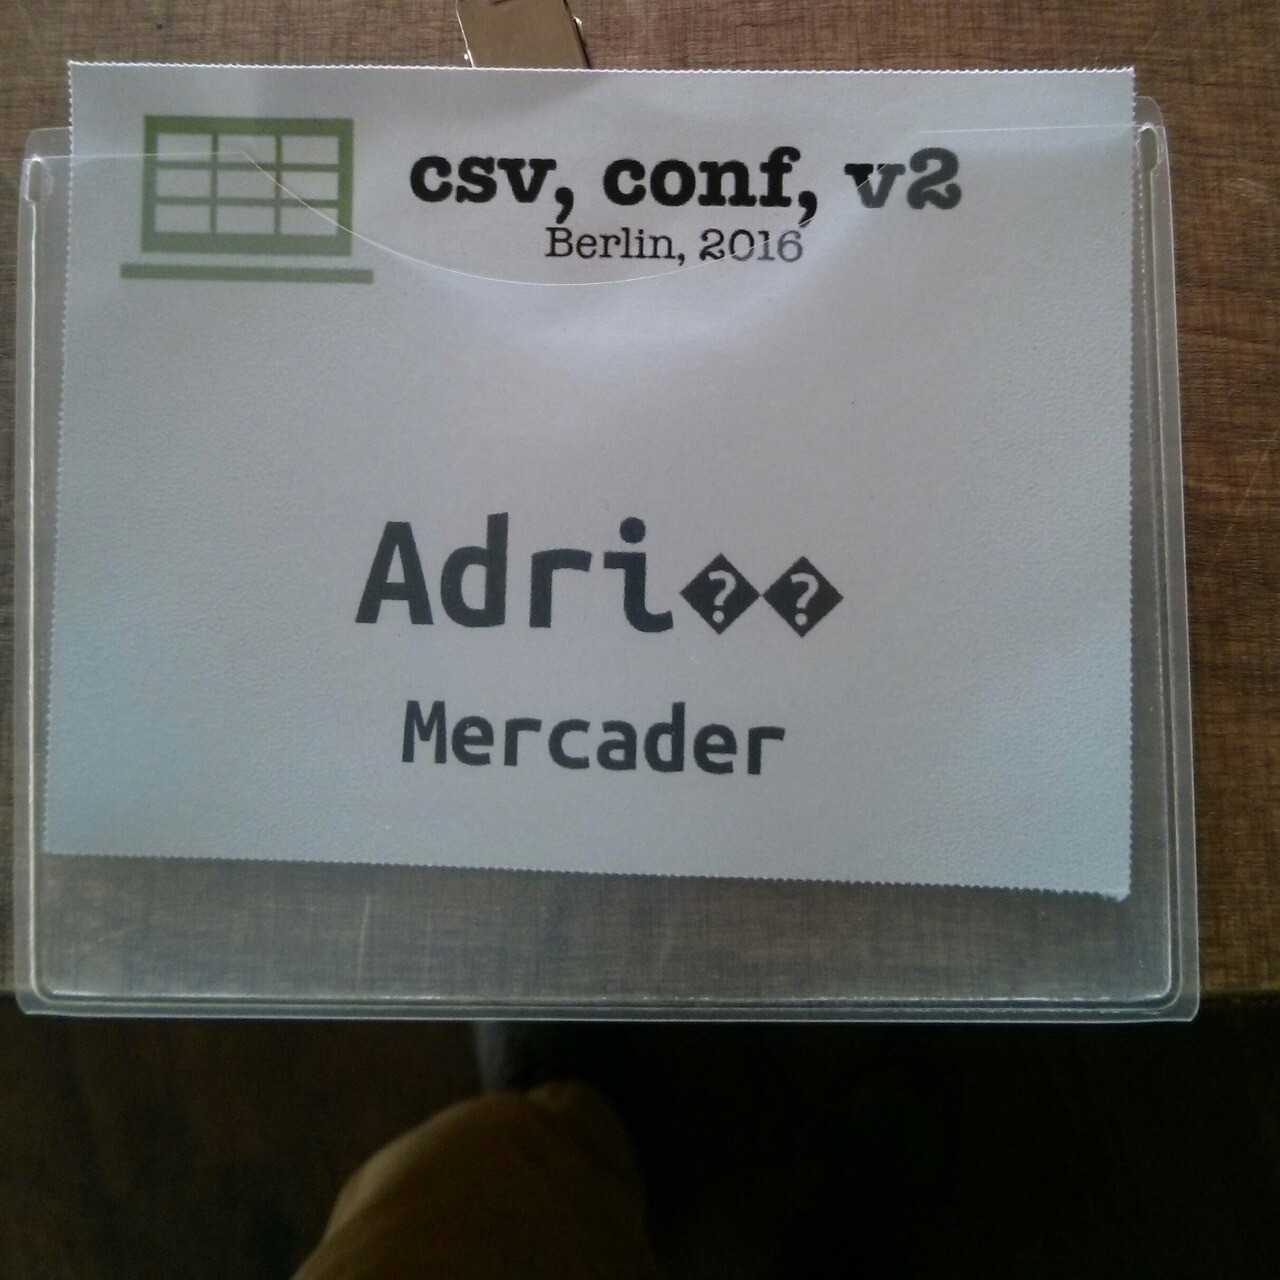 csv, conf, v2
Berlin, 2016
Adri��
Mercader